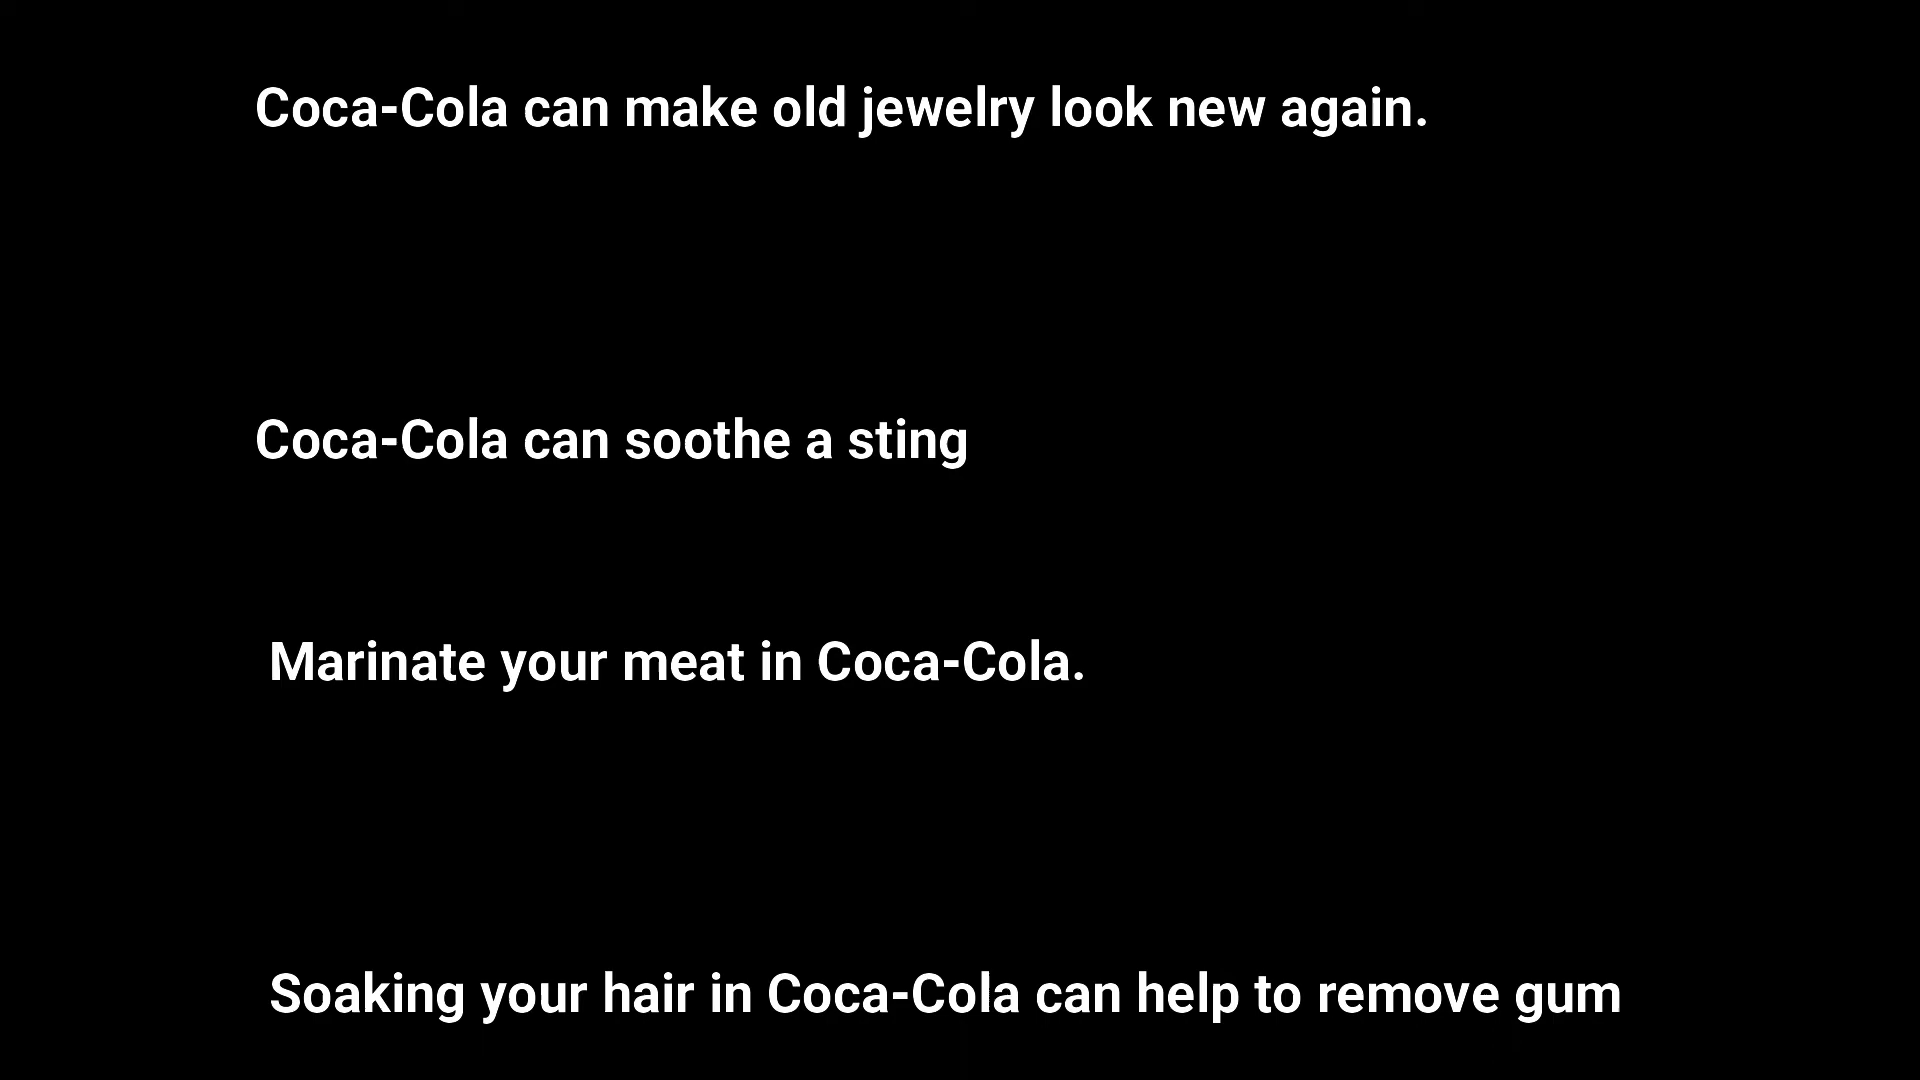 Coca-Cola can make old jewelry look new again.
Coca-Cola can soothe a sting
Marinate your meat in Coca-Cola.
Soaking your hair in Coca-Cola can help to remove gum